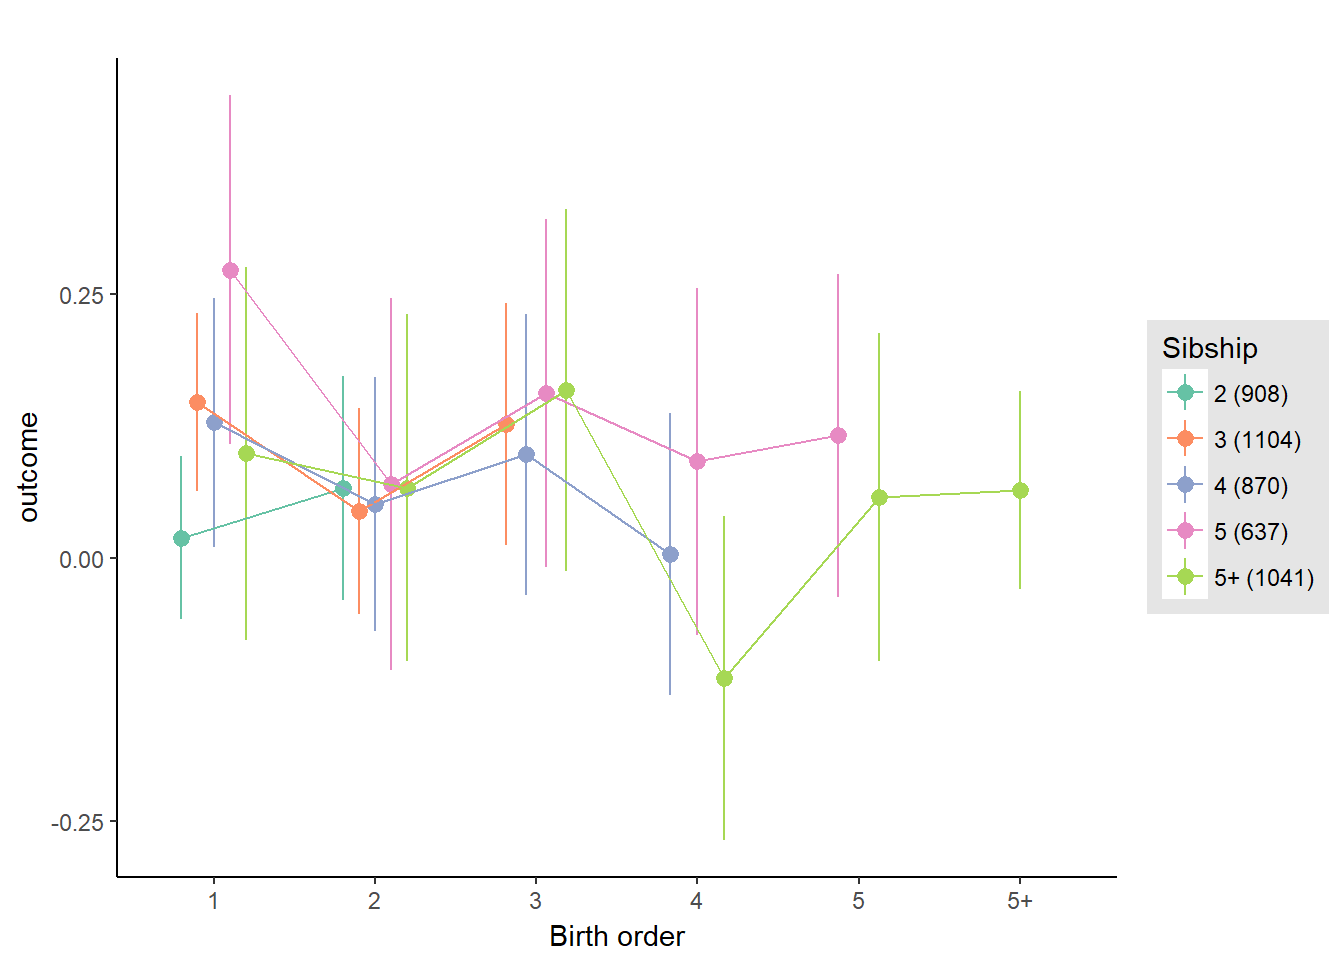 outcome
0.25
0.00
-0.25
1 2 3 4 5 5+
Birth order
Sibship
2 (908)
3 (1104)
4 (870)
5 (637)
5+ (1041)